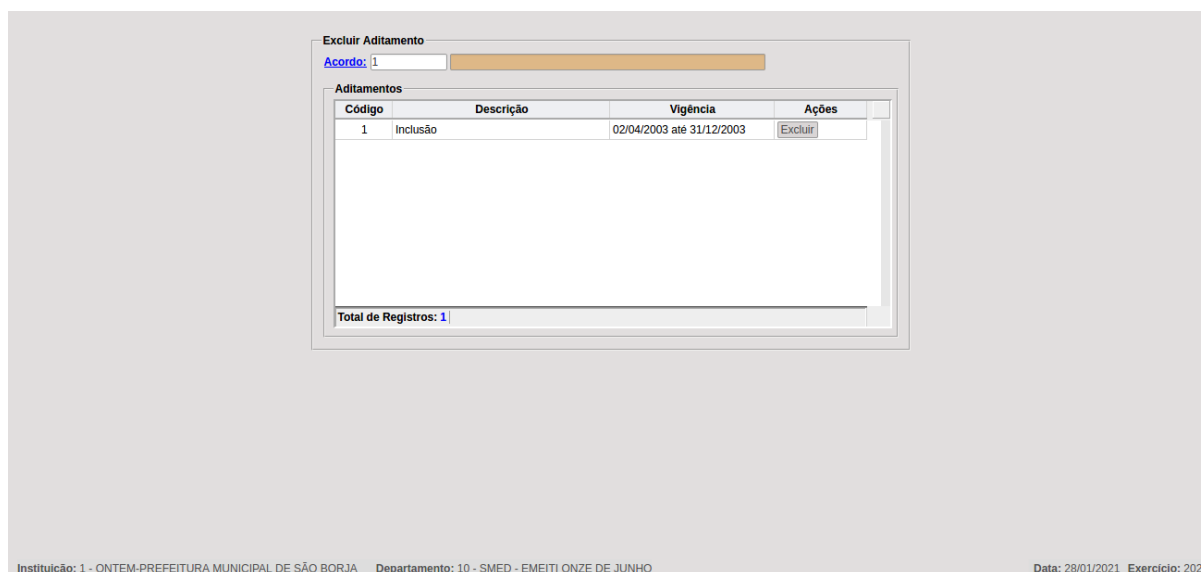 Excluir Aditamento
Acordo: 1
Aditamentos
Código Descrição Vigência Ações
1 Inclusão 02/04/2003 até 31/12/2003 Excluir
Total de Registros: 1
Instituição: 1 - ONTEM-PREFEITURA MUNICIPAL DE SÃO BORJA Departamento: 10 - SMED - EMEITI ONZE DE JUNHO Data: 28/01/2021 Exercício: 202